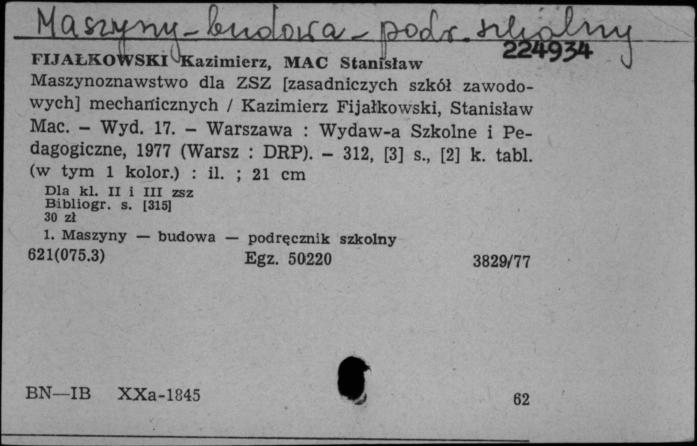 Maszyny - budowa - podr. szkolny
224934
FIJAŁKOWSKI Kazimierz, MAC Stanisław
Maszynoznawstwo dla ZSZ [zasadniczych szkół zawodo-
wych] mechanicznych / Kazimierz Fijałkowski, Stanisław
Mac. — Wyd. 17. — Warszawa : Wydaw-a Szkolne i Pe-
dagogiczne, 1977 (Warsz : DRP). — 312, [3] s., [2] k. tabl.
(w tym 1 kolor.) : il. ; 21 cm
Dla kl. II i III zsz
Bibliogr. s. [315]
30 zł
1. Maszyny — budowa — podręcznik szkolny
621(075.3) Egz. 50220 3829/77
BN—IB XXa-1845 62